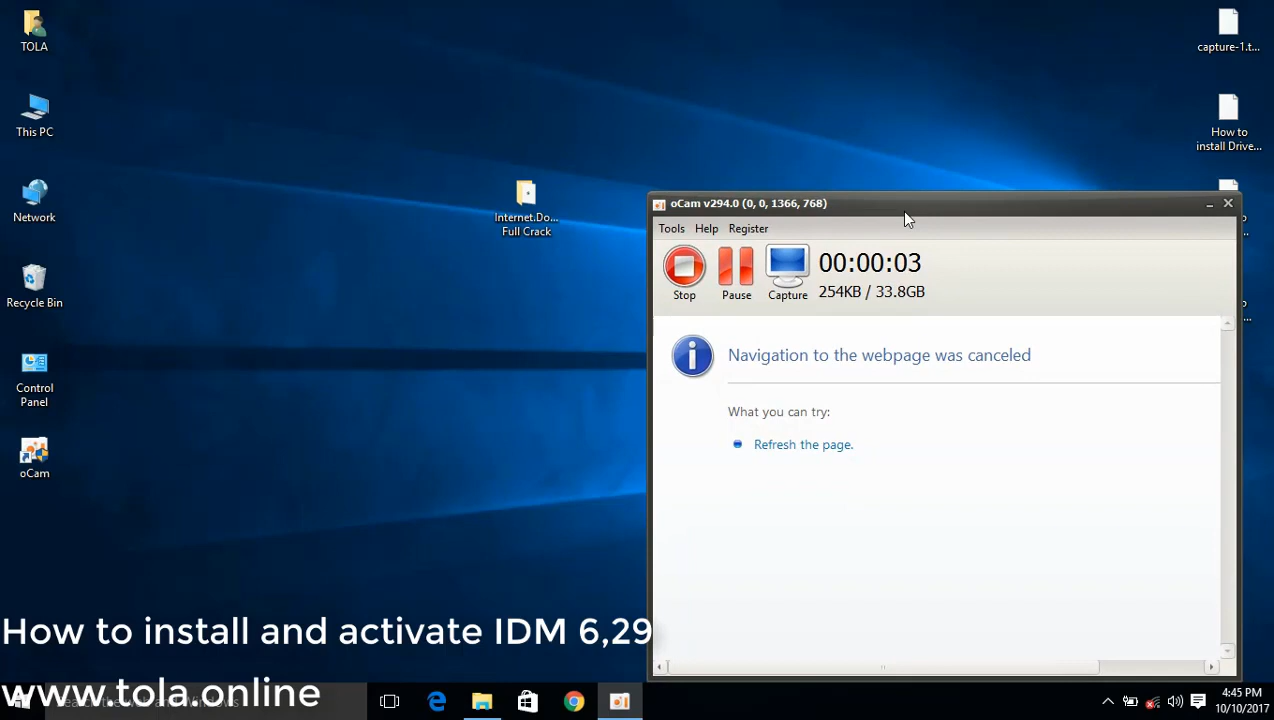 TOLA
This PC
Network
Recycle Bin
Control
Panel
oCam
Internet.Do...
Full Crack
capture-1.t...
How to
install Drive...
oCam v294.0 (0, 0, 1366, 768)
Tools Help Register
Stop Pause Capture
00:00:03
254KB / 33.8GB
Navigation to the webpage was canceled
What you can try:
Refresh the page.
How to install and activate IDM 6,29
www.tola.online
4:45 PM
10/10/2017